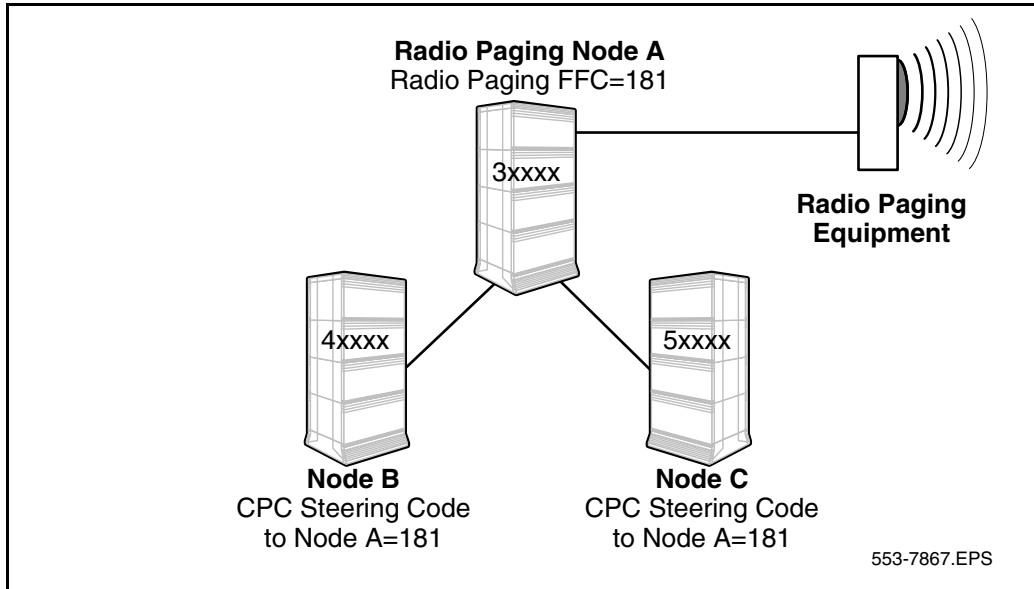 Radio Paging Node A
Radio Paging FFC=181
3xxxx
Radio Paging
Equipment
4xxxx
5xxxx
Node B
CPC Steering Code
to Node A=181
Node C
CPC Steering Code
to Node A=181
553-7867.EPS